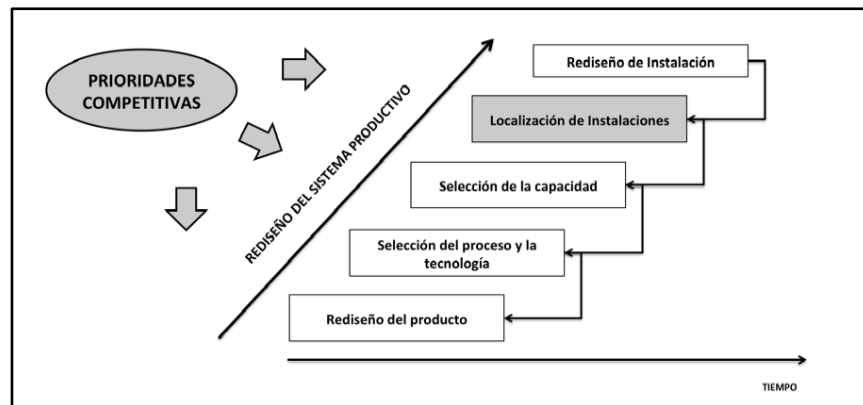 PRIORIDADES
COMPETITIVAS
REDISEÑO DEL SISTEMA PRODUCTIVO
Rediseño de Instalación
Localización de Instalaciones
Selección de la capacidad
Selección del proceso y la
tecnología
Rediseño del producto
TIEMPO